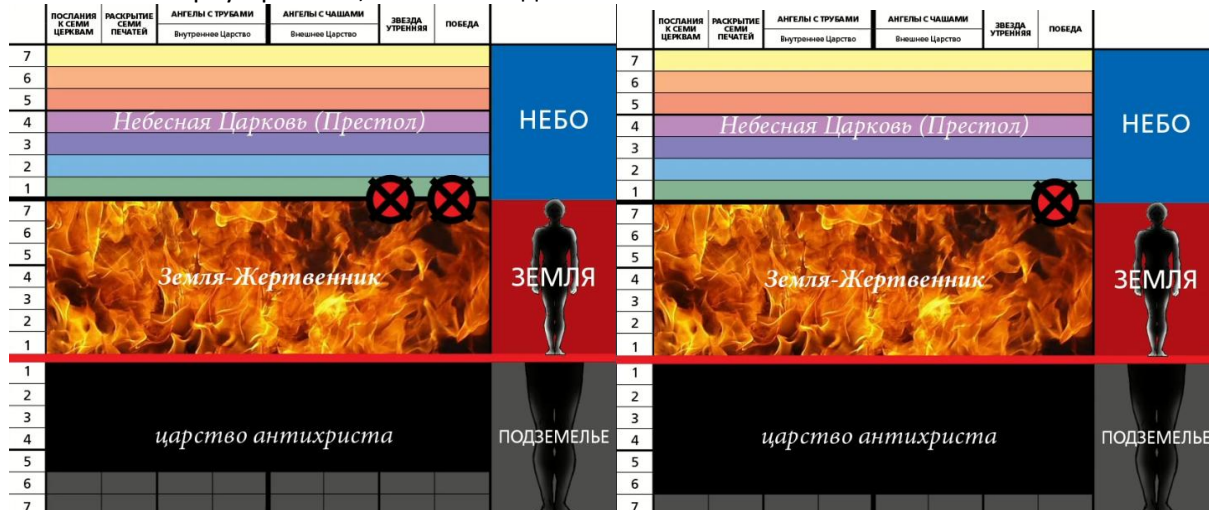 ПОСЛАНИЯ
К СЕМИ
ЦЕРКВАМ
РАСКРЫТИЕ
СЕМИ
ПЕЧАТЕЙ
АНГЕЛЫ С ТРУБАМИ
Внутреннее Царство
АНГЕЛЫ С ЧАШАМИ
Внешнее Царство
ЗВЕЗДА
УТРЕННЯЯ
ПОБЕДА
7
6
5
4
3
2
1
Небесная Царковь (Престол)
НЕБО
7
6
5
4
3
2
1
Земля-Жертвенник
ЗЕМЛЯ
1
2
3
4
5
6
7
царство антихриста
ПОДЗЕМЕЛЬЕ
ПОСЛАНИЯ
К СЕМИ
ЦЕРКВАМ
РАСКРЫТИЕ
СЕМИ
ПЕЧАТЕЙ
АНГЕЛЫ С ТРУБАМИ
Внутреннее Царство
АНГЕЛЫ С ЧАШАМИ
Внешнее Царство
ЗВЕЗДА
УТРЕННЯЯ
ПОБЕДА
7
6
5
4
3
2
1
Небесная Царковь (Престол)
НЕБО
7
6
5
4
3
2
1
Земля-Жертвенник
ЗЕМЛЯ
1
2
3
4
5
6
7
царство антихриста
ПОДЗЕМЕЛЬЕ